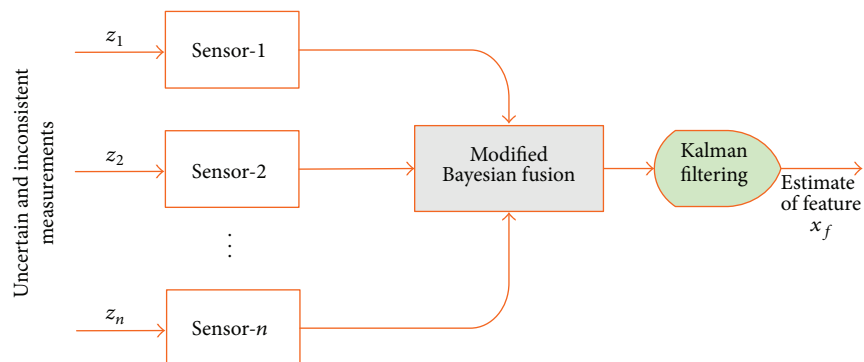 Uncertain and inconsistent
measurements
z1
Sensor-1
z2
Sensor-2
⋮
zn
Sensor-n
Modified
Bayesian fusion
Kalman
filtering
Estimate
of feature
xf